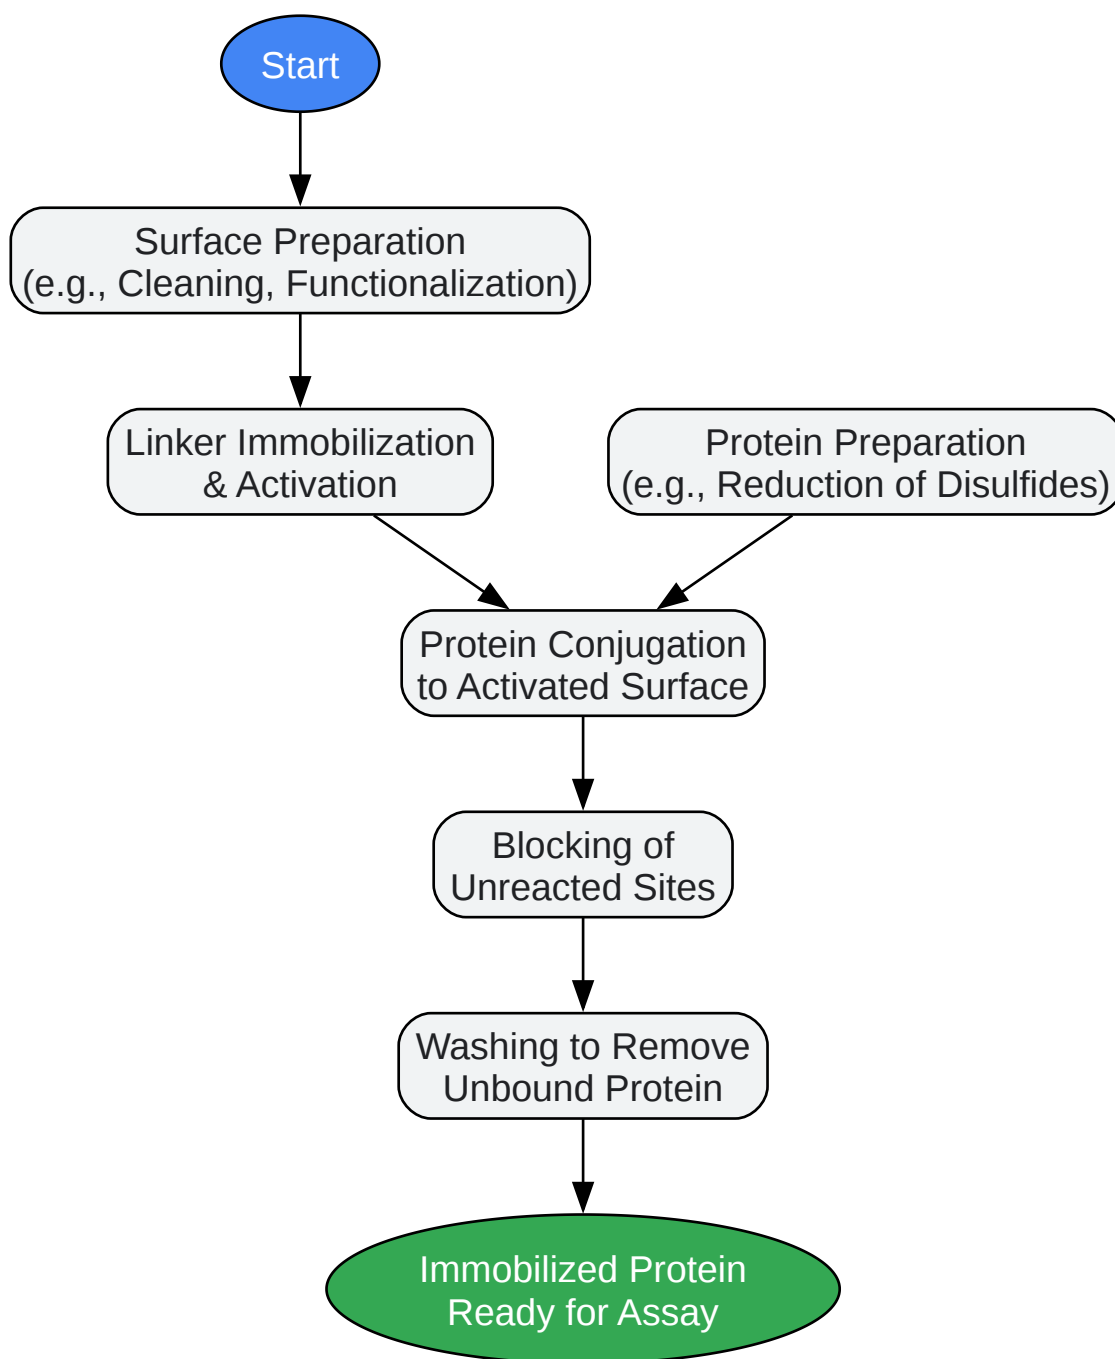 Start
Surface Preparation
(e.g., Cleaning, Functionalization)
Linker Immobilization
& Activation
Protein Preparation
(e.g., Reduction of Disulfides)
Protein Conjugation
to Activated Surface
Blocking of
Unreacted Sites
Washing to Remove
Unbound Protein
Immobilized Protein
Ready for Assay